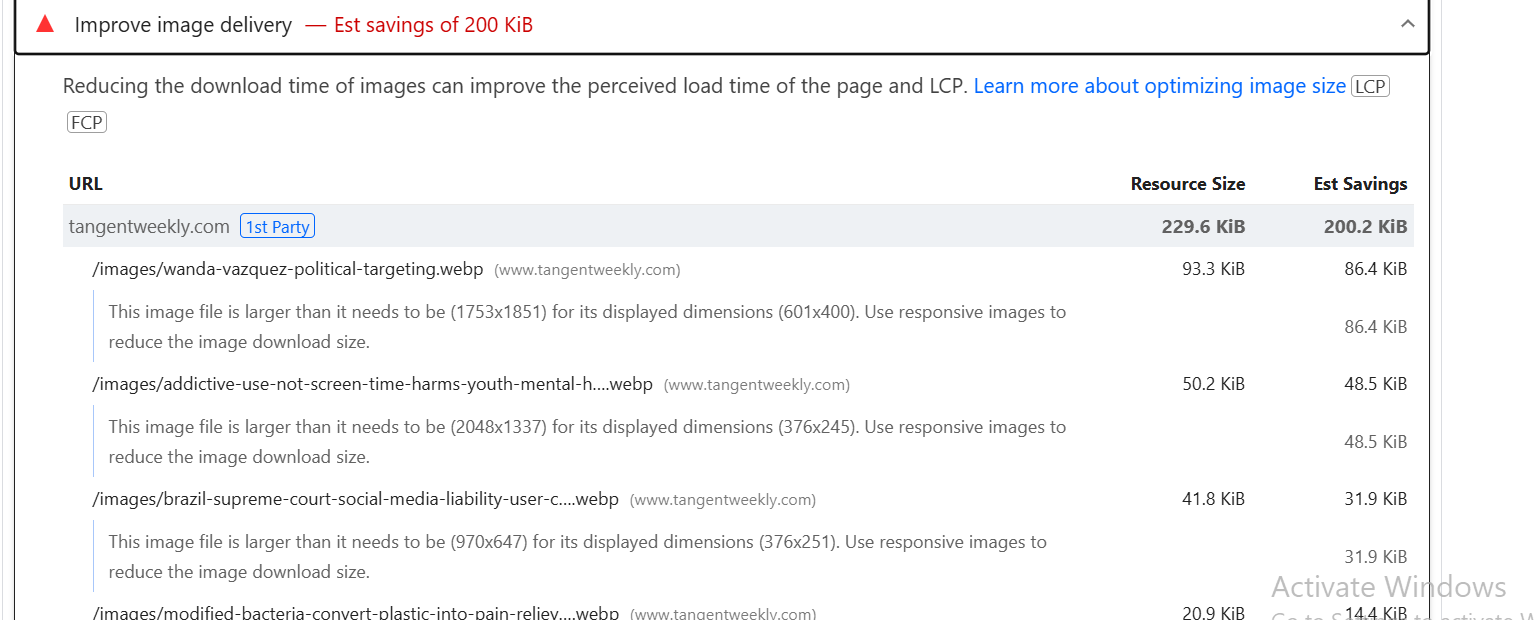 Improve image delivery — Est savings of 200 KiB
Reducing the download time of images can improve the perceived load time of the page and LCP. Learn more about optimizing image size LCP
FCP
URL Resource Size Est Savings
tangentweekly.com 1st Party 229.6 KiB 200.2 KiB
/images/wanda-vazquez-political-targeting.webp (www.tangentweekly.com) 93.3 KiB 86.4 KiB
This image file is larger than it needs to be (1753x1851) for its displayed dimensions (601x400). Use responsive images to
86.4 KiB
reduce the image download size.
/images/addictive-use-not-screen-time-harms-youth-mental-h....webp (www.tangentweekly.com) 50.2 KiB 48.5 KiB
This image file is larger than it needs to be (2048x1337) for its displayed dimensions (376x245). Use responsive images to
48.5 KiB
reduce the image download size.
/images/brazil-supreme-court-social-media-liability-user-c....webp (www.tangentweekly.com) 41.8 KiB 31.9 KiB
This image file is larger than it needs to be (970x647) for its displayed dimensions (376x251). Use responsive images to
31.9 KiB
reduce the image download size.
Activate Windows
/images/modified-bacteria-convert-plastic-into-pain-reliev....webp (www.tangentweekly.com) 20.9 KiB 14.4 KiB
Go to to activate